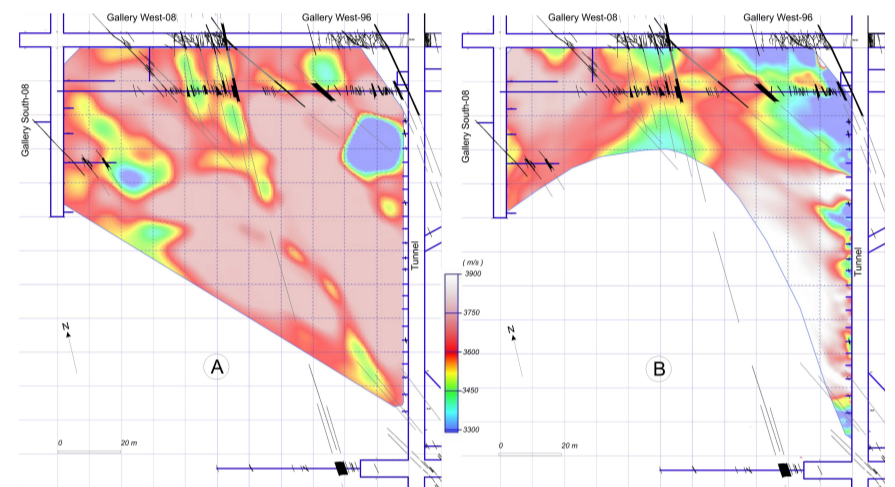 Gallery West-08
Gallery West-96
Gallery South-08
Tunnel
N
A
0
20 m
( m/s )
3900
3750
3600
3450
3300
Gallery West-08
Gallery West-96
Gallery South-08
Tunnel
N
B
0
20 m